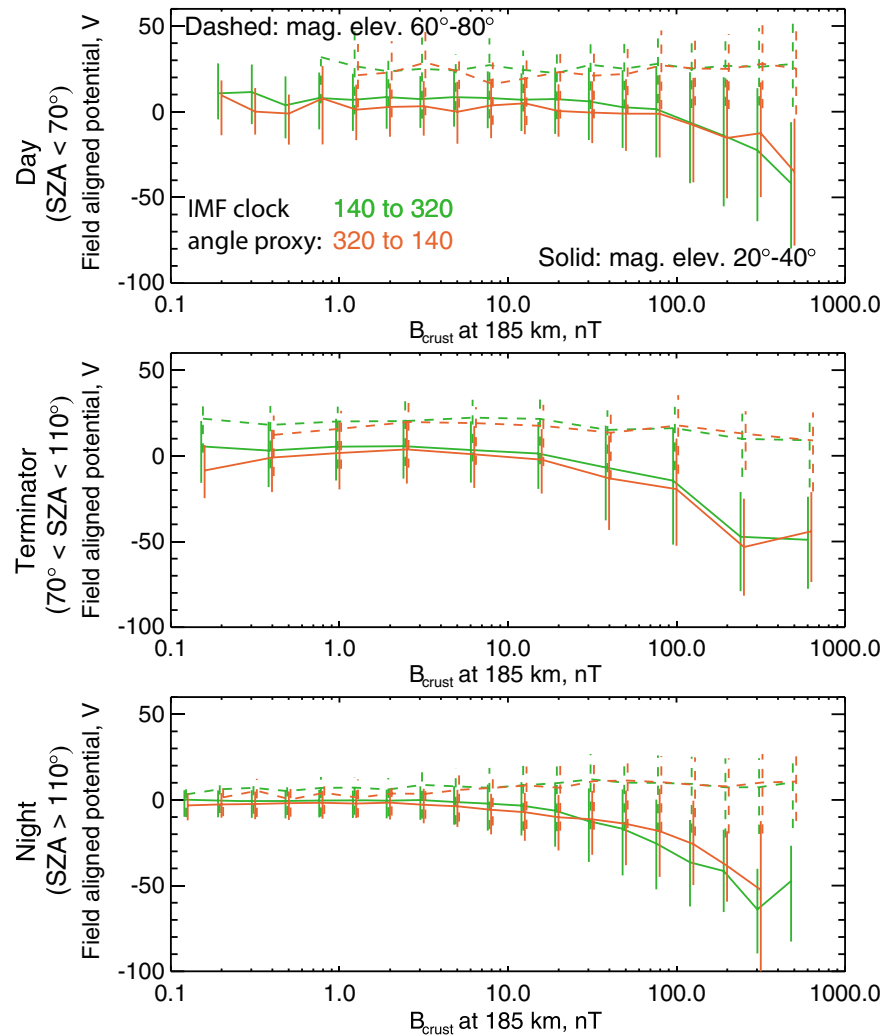 Dashed: mag. elev. 60°-80°
50
0
-50
-100
Day
(SZA < 70°)
Field aligned potential, V
IMF clock 140 to 320
angle proxy: 320 to 140
Solid: mag. elev. 20°-40°
0.1 1.0 10.0 100.0 1000.0
Bcrust at 185 km, nT
50
0
-50
-100
Terminator
(70° < SZA < 110°)
Field aligned potential, V
0.1 1.0 10.0 100.0 1000.0
Bcrust at 185 km, nT
50
0
-50
-100
Night
(SZA > 110°)
Field aligned potential, V
0.1 1.0 10.0 100.0 1000.0
Bcrust at 185 km, nT